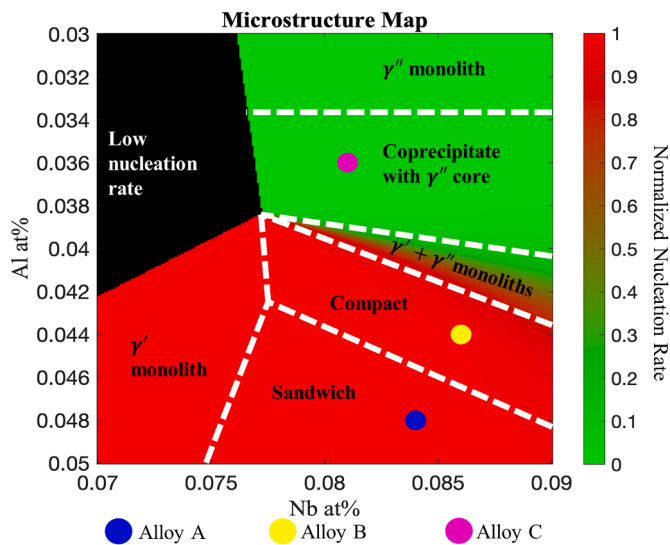 Microstructure Map
0.03
0.032
0.034
0.036
0.038
0.04
0.042
0.044
0.046
0.048
0.05
Al at%
γ″ monolith
Low
nucleation
rate
Coprecipitate
with γ″ core
γ′ + γ″monoliths
Compact
γ′
monolith
Sandwich
0.07
0.075
0.08
0.085
0.09
Nb at%
1
0.9
0.8
0.7
0.6
0.5
0.4
0.3
0.2
0.1
0
Normalized Nucleation Rate
Alloy A
Alloy B
Alloy C